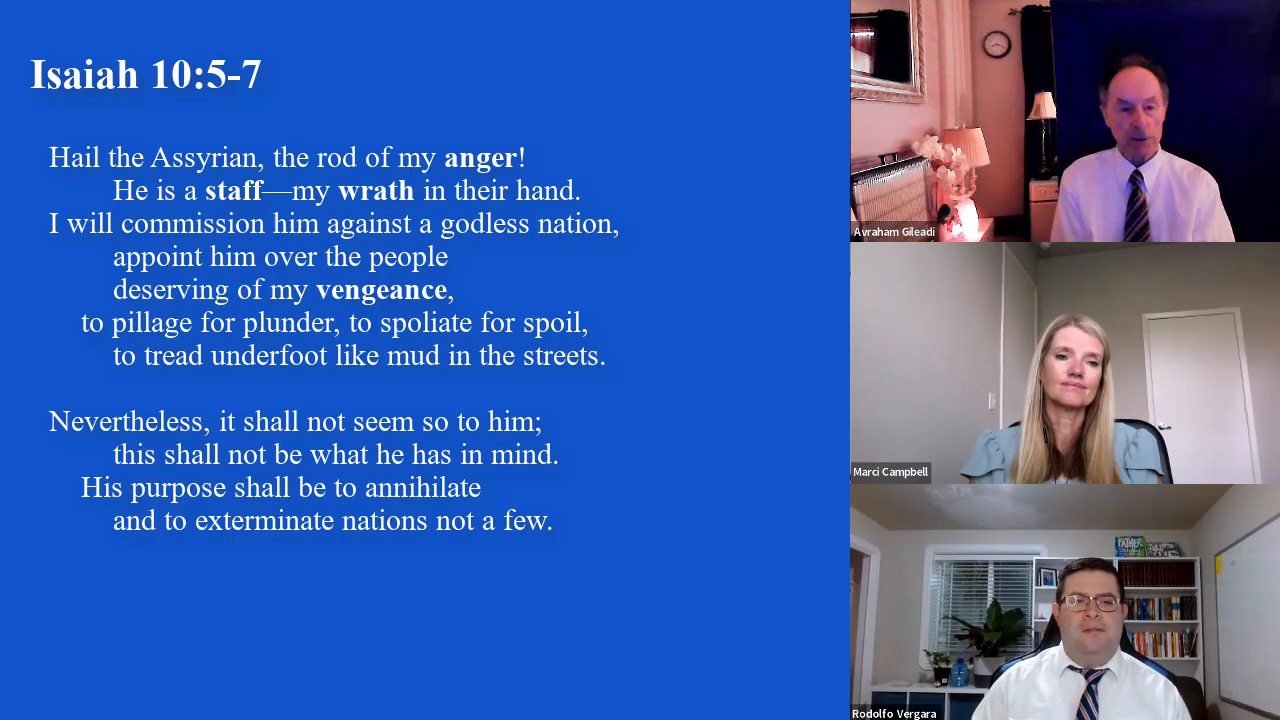 Isaiah 10:5-7
Hail the Assyrian, the rod of my anger!
He is a staff—my wrath in their hand.
I will commission him against a godless nation,
appoint him over the people
deserving of my vengeance,
to pillage for plunder, to spoliate for spoil,
to tread underfoot like mud in the streets.
Nevertheless, it shall not seem so to him;
this shall not be what he has in mind.
His purpose shall be to annihilate
and to exterminate nations not a few.
Avraham Gileadi
Marci Campbell
FATHER
Rodolfo Vergara